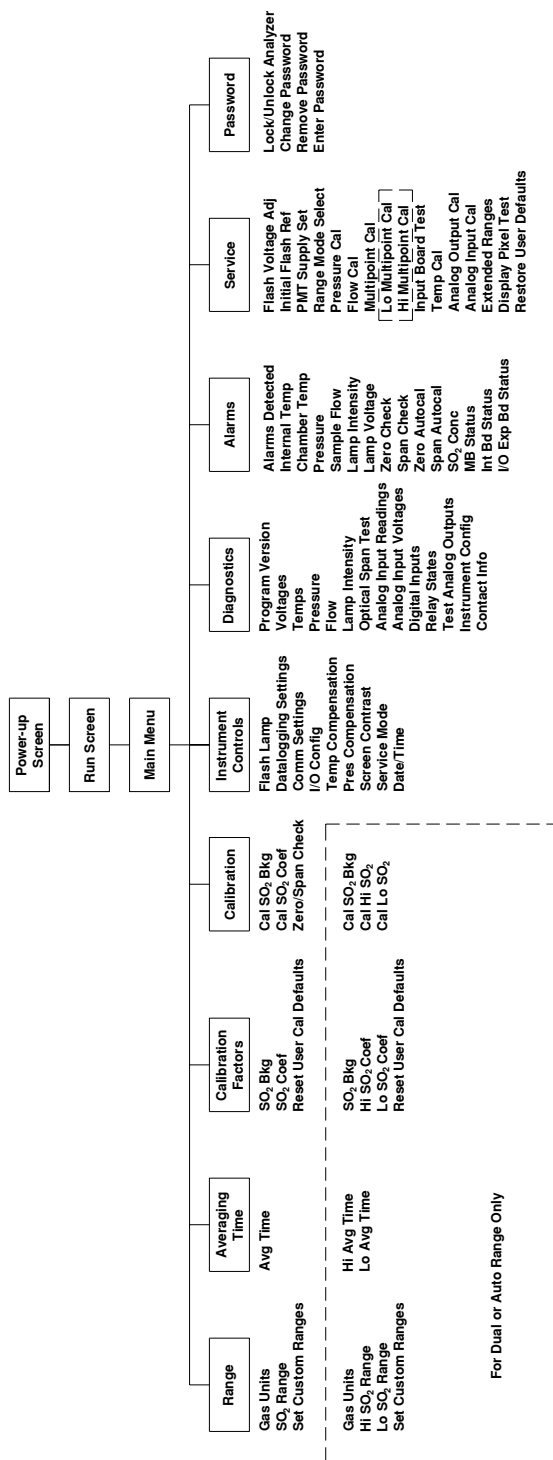 Power-up
Screen
Run Screen
Main Menu
Range
Gas Units
SO₂ Range
Set Custom Ranges
Gas Units
Hi SO₂ Range
Lo SO₂ Range
Set Custom Ranges
Averaging
Time
Avg Time
Hi Avg Time
Lo Avg Time
Calibration
Factors
SO₂ Bkg
SO₂ Coef
Reset User Cal Defaults
SO₂ Bkg
Hi SO₂ Coef
Lo SO₂ Coef
Reset User Cal Defaults
Calibration
Cal SO₂ Bkg
Cal SO₂ Coef
Zero/Span Check
Cal SO₂ Bkg
Cal Hi SO₂
Cal Lo SO₂
For Dual or Auto Range Only
Instrument
Controls
Flash Lamp
Datalogging Settings
Comm Settings
I/O Config
Temp Compensation
Pres Compensation
Screen Contrast
Service Mode
Date/Time
Diagnostics
Program Version
Voltages
Temps
Pressure
Flow
Lamp Intensity
Optical Span Test
Analog Input Readings
Analog Input Voltages
Digital Inputs
Relay States
Test Analog Outputs
Instrument Config
Contact Info
Alarms
Alarms Detected
Internal Temp
Chamber Temp
Pressure
Sample Flow
Lamp Intensity
Lamp Voltage
Zero Check
Span Check
Zero Autocal
Span Autocal
SO₂ Conc
MB Status
Int Bd Status
I/O Exp Bd Status
Service
Flash Voltage Adj
Initial Flash Ref
PMT Supply Set
Range Mode Select
Pressure Cal
Flow Cal
Multipoint Cal
Lo Multipoint Cal
Hi Multipoint Cal
Input Board Test
Temp Cal
Analog Output Cal
Analog Input Cal
Extended Ranges
Display Pixel Test
Restore User Defaults
Password
Lock/Unlock Analyzer
Change Password
Remove Password
Enter Password